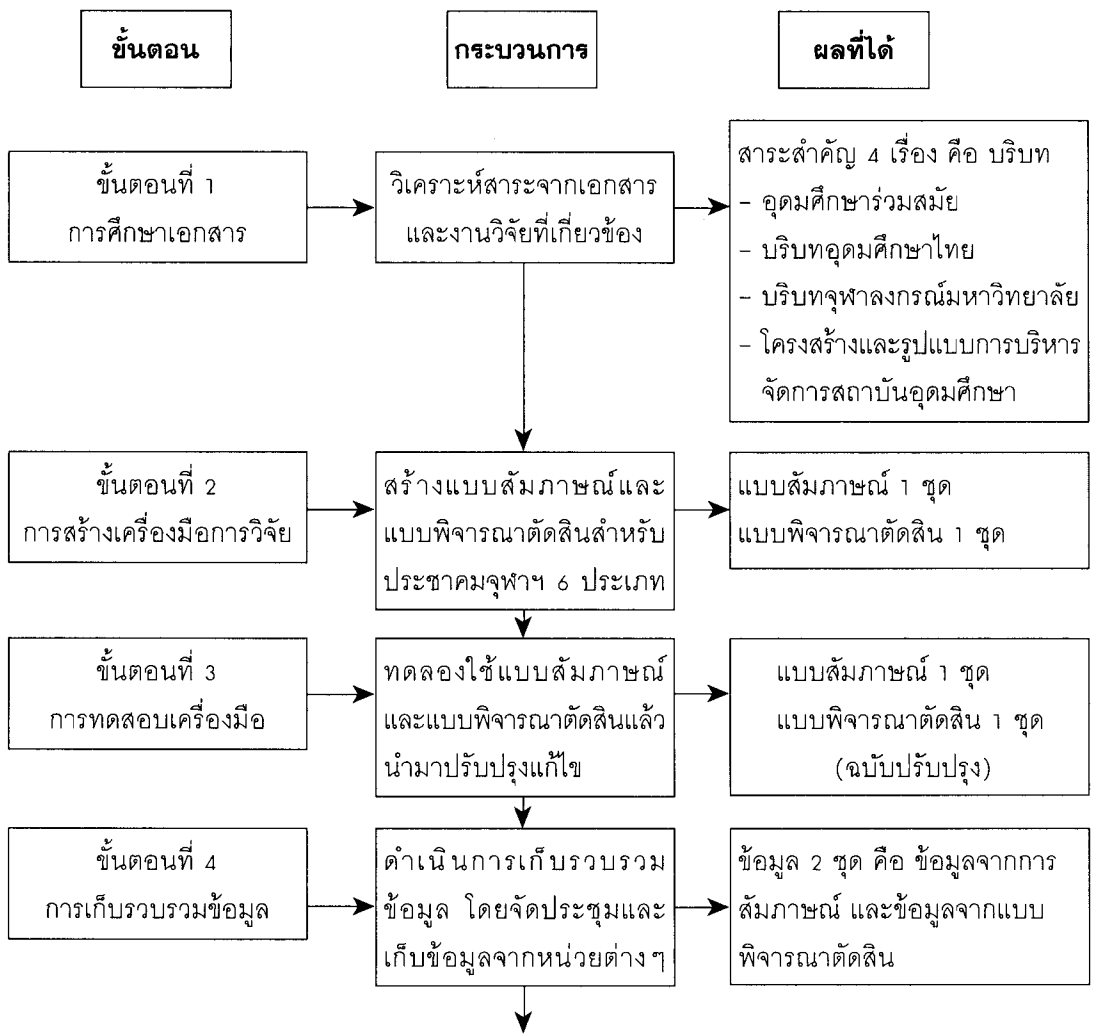 ขั้นตอน
กระบวนการ
ผลที่ได้
ขั้นตอนที่ 1
การศึกษาเอกสาร
วิเคราะห์สาระจากเอกสาร
และงานวิจัยที่เกี่ยวข้อง
สาระสำคัญ 4 เรื่อง คือ บริบท
– อุดมศึกษาร่วมสมัย
– บริบทอุดมศึกษาไทย
– บริบทจุฬาลงกรณ์มหาวิทยาลัย
– โครงสร้างและรูปแบบการบริหาร
จัดการสถาบันอุดมศึกษา
ขั้นตอนที่ 2
การสร้างเครื่องมือการวิจัย
สร้างแบบสัมภาษณ์และ
แบบพิจารณาตัดสินสำหรับ
ประชาคมจุฬาฯ 6 ประเภท
แบบสัมภาษณ์ 1 ชุด
แบบพิจารณาตัดสิน 1 ชุด
ขั้นตอนที่ 3
การทดสอบเครื่องมือ
ทดลองใช้แบบสัมภาษณ์
และแบบพิจารณาตัดสินแล้ว
นำมาปรับปรุงแก้ไข
แบบสัมภาษณ์ 1 ชุด
แบบพิจารณาตัดสิน 1 ชุด
(ฉบับปรับปรุง)
ขั้นตอนที่ 4
การเก็บรวบรวมข้อมูล
ดำเนินการเก็บรวบรวม
ข้อมูล โดยจัดประชุมและ
เก็บข้อมูลจากหน่วยต่างๆ
ข้อมูล 2 ชุด คือ ข้อมูลจากการ
สัมภาษณ์ และข้อมูลจากแบบ
พิจารณาตัดสิน